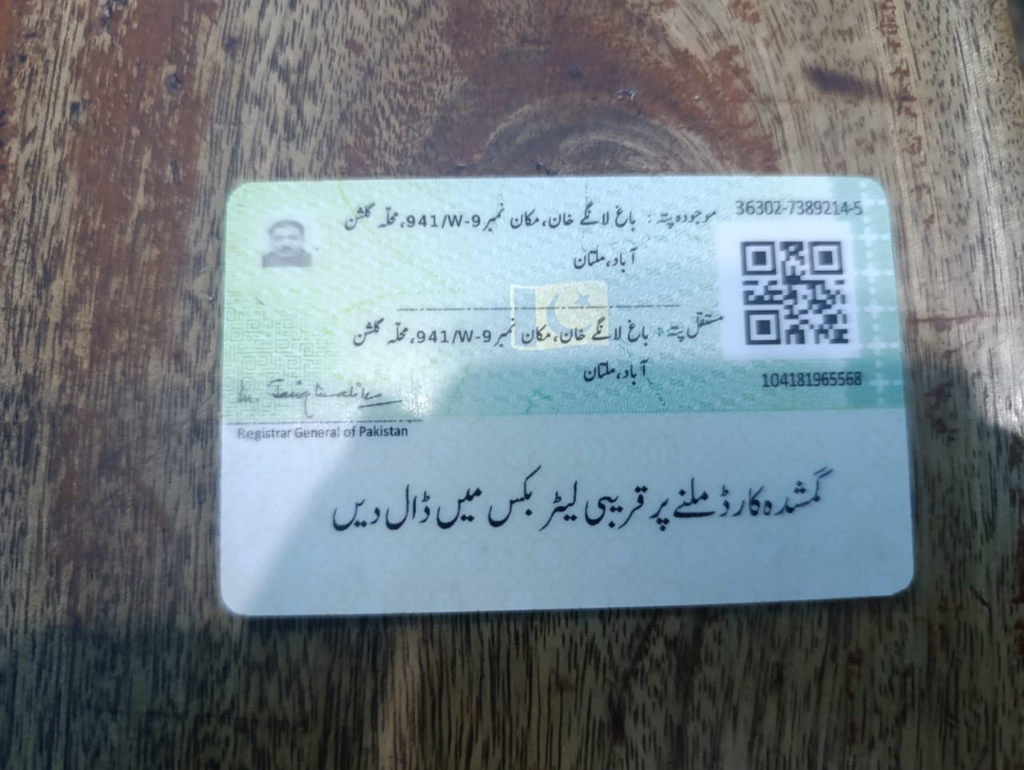 36302-7389214-5
موجودہ پتہ : باغ لانگے خان، مکان نمبر 941/W-9، محلہ گلشن
آباد، ملتان
مستقل پتہ : باغ لانگے خان، مکان نمبر 941/W-9، محلہ گلشن
آباد، ملتان
104181965568
Registrar General of Pakistan
گمشدہ کارڈ ملنے پر قریبی لیٹر بکس میں ڈال دیں